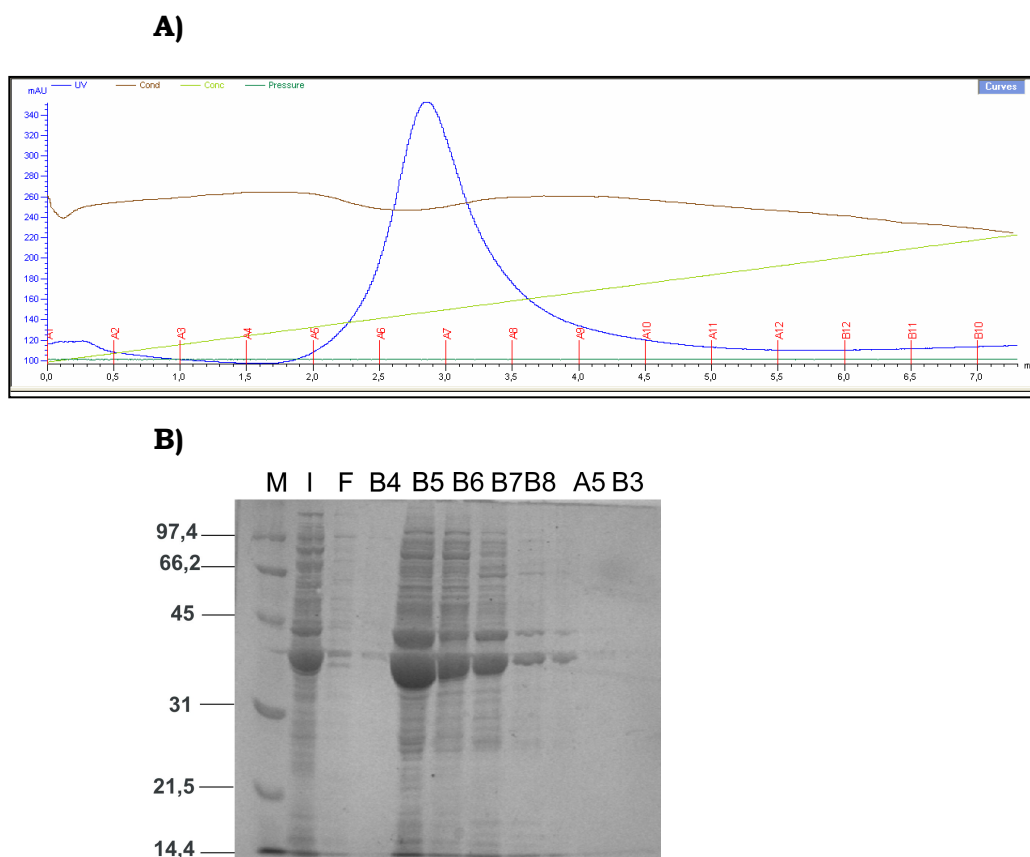 A)
UV Cond Conc Pressure Curves
mAU
340
320
300
280
260
240
220
200
180
160
140
120
100
A1 A2 A3 A4 A5 A6 A7 A8 A9 A10 A11 A12 B12 B11 B10
0,0 0,5 1,0 1,5 2,0 2,5 3,0 3,5 4,0 4,5 5,0 5,5 6,0 6,5 7,0 m
B)
M I F B4 B5 B6 B7 B8 A5 B3
97,4
66,2
45
31
21,5
14,4